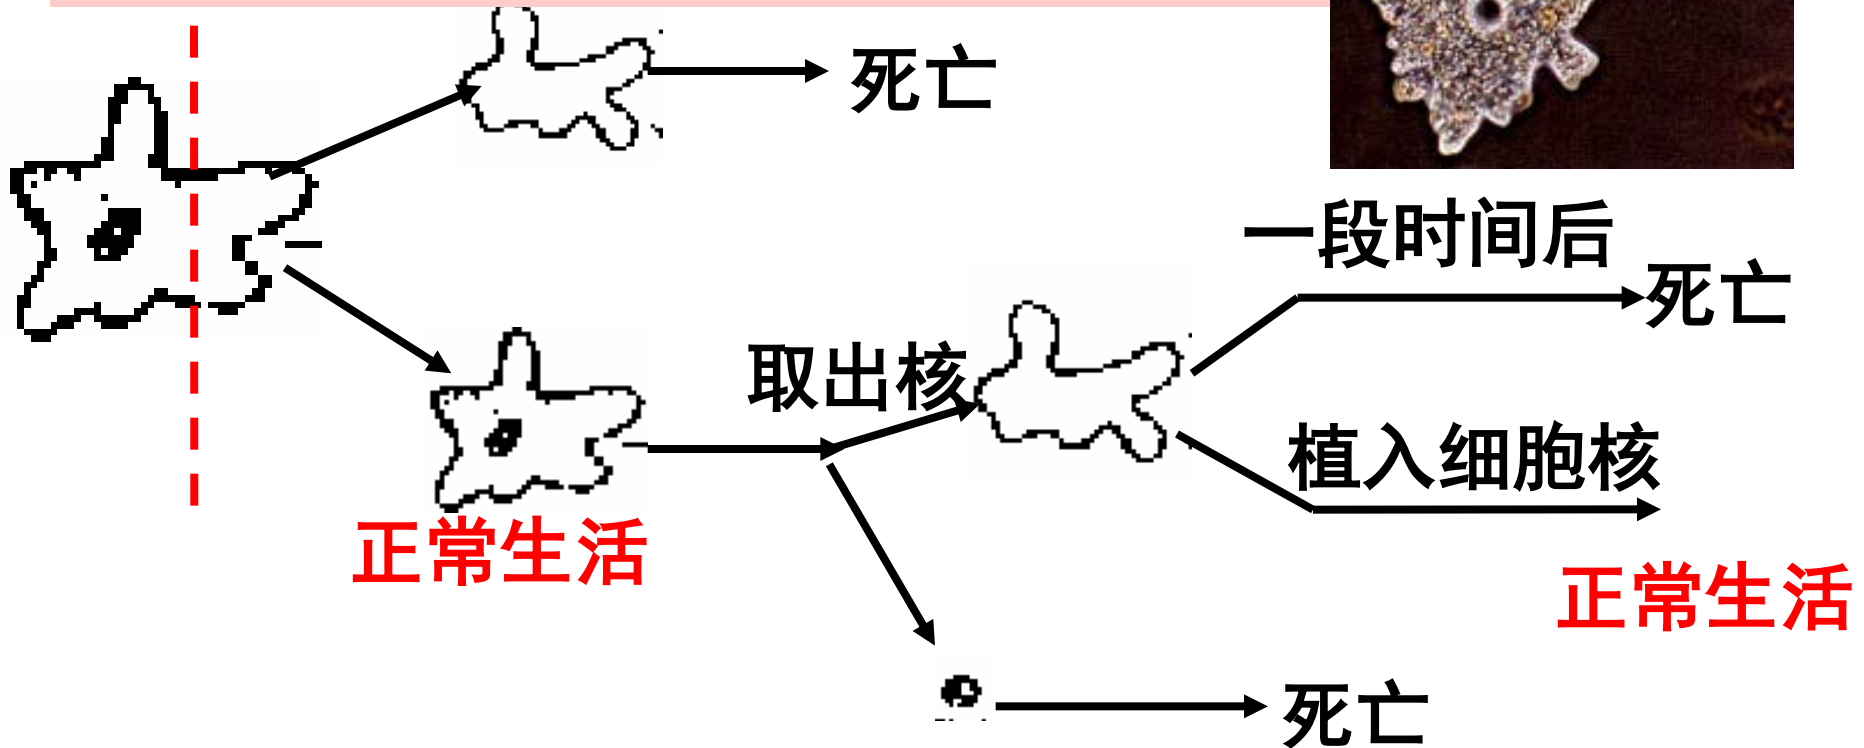 死亡
一段时间后
死亡
取出核
植入细胞核
正常生活
正常生活
死亡